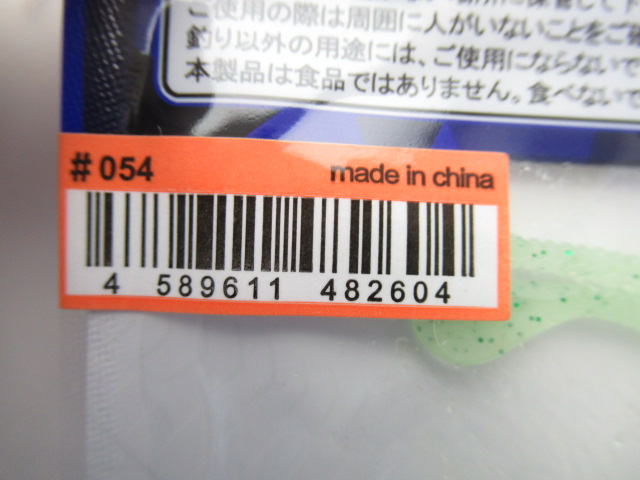 ご使用の際は周囲に人がいないことをご確
釣り以外の用途には、ご使用にならないで
本製品は食品ではありません。食べないで
#054 made in china
4 589611 482604